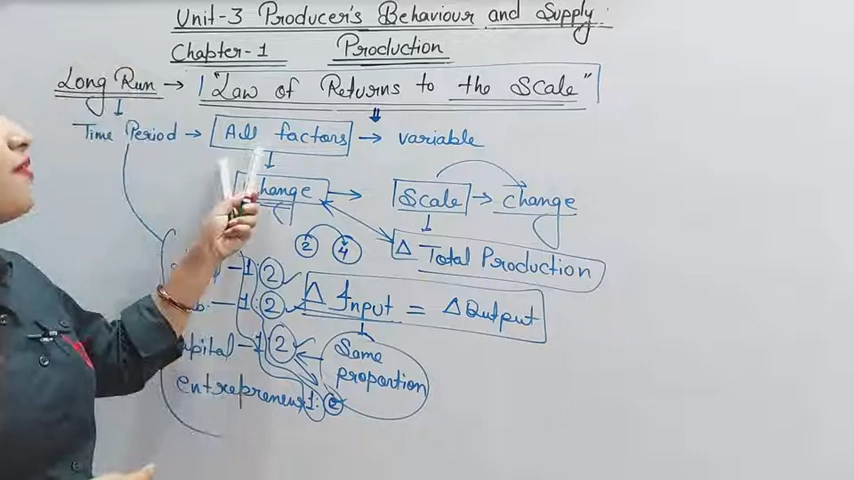 Unit-3 Producer's Behaviour and Supply
Chapter-1 Production
Long Run → "Law of Returns to the Scale"
Time Period → All factors → variable
change → Scale → change
2 4
Δ Total Production
- 1 2
Δ Input = Δ Output
- 1 2
- 1 2
Same
proportion
entrepreneur 1: 2